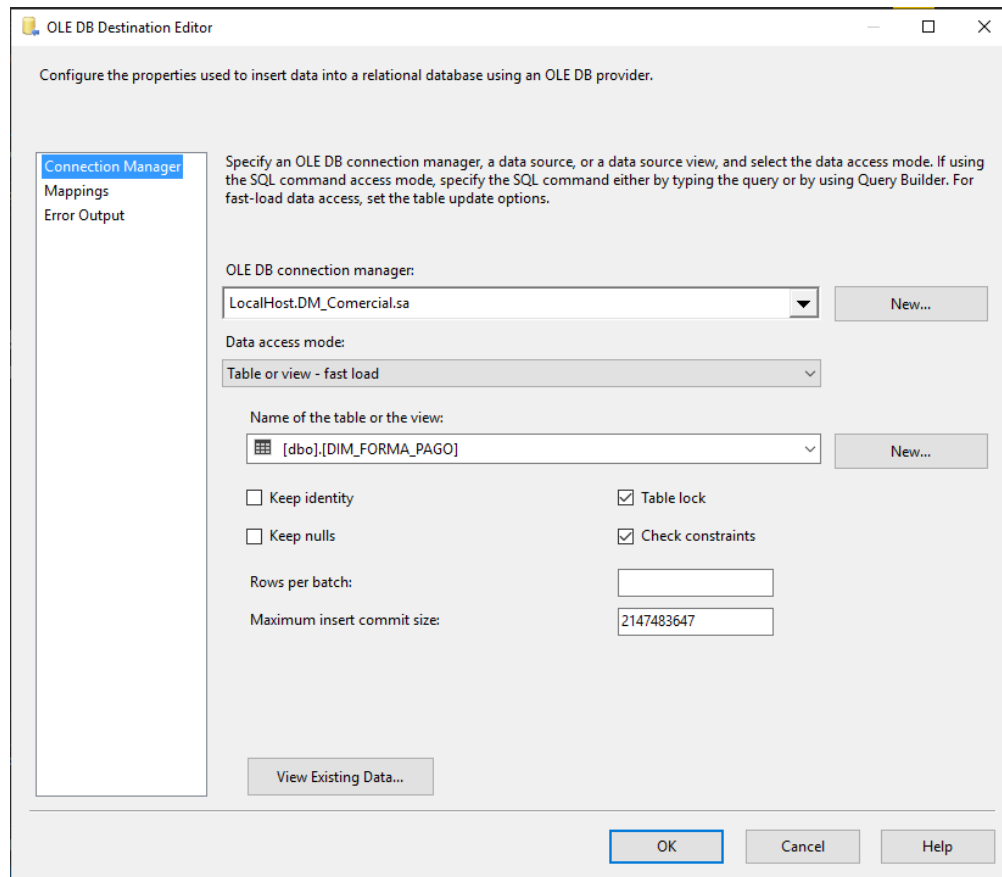 OLE DB Destination Editor
Configure the properties used to insert data into a relational database using an OLE DB provider.
Connection Manager
Mappings
Error Output
Specify an OLE DB connection manager, a data source, or a data source view, and select the data access mode. If using
the SQL command access mode, specify the SQL command either by typing the query or by using Query Builder. For
fast-load data access, set the table update options.
OLE DB connection manager:
LocalHost.DM_Comercial.sa
New...
Data access mode:
Table or view - fast load
Name of the table or the view:
[dbo].[DIM_FORMA_PAGO]
New...
Keep identity
Table lock
Keep nulls
Check constraints
Rows per batch:
Maximum insert commit size:
2147483647
View Existing Data...
OK
Cancel
Help